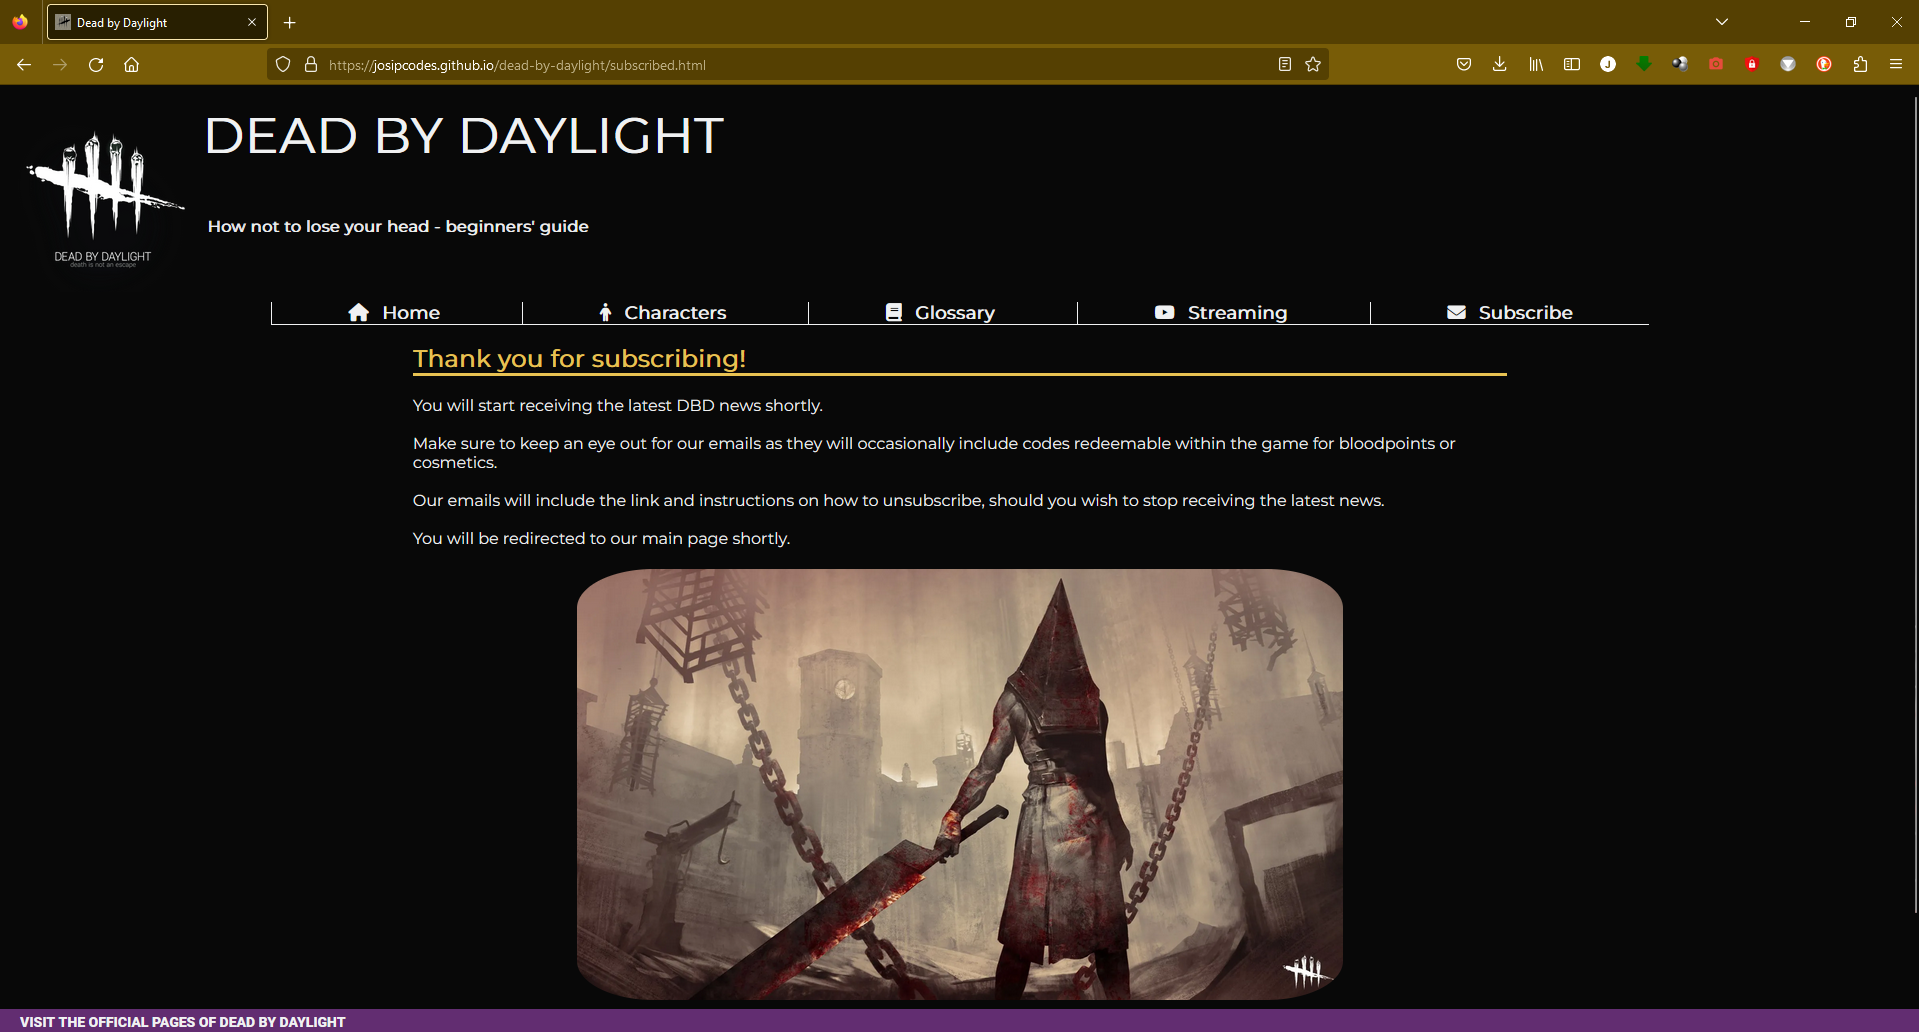 Dead by Daylight
https://josipcodes.github.io/dead-by-daylight/subscribed.html
DEAD BY DAYLIGHT
How not to lose your head - beginners' guide
DEAD BY DAYLIGHT
death is not an escape
Home
Characters
Glossary
Streaming
Subscribe
Thank you for subscribing!
You will start receiving the latest DBD news shortly.
Make sure to keep an eye out for our emails as they will occasionally include codes redeemable within the game for bloodpoints or
cosmetics.
Our emails will include the link and instructions on how to unsubscribe, should you wish to stop receiving the latest news.
You will be redirected to our main page shortly.
VISIT THE OFFICIAL PAGES OF DEAD BY DAYLIGHT